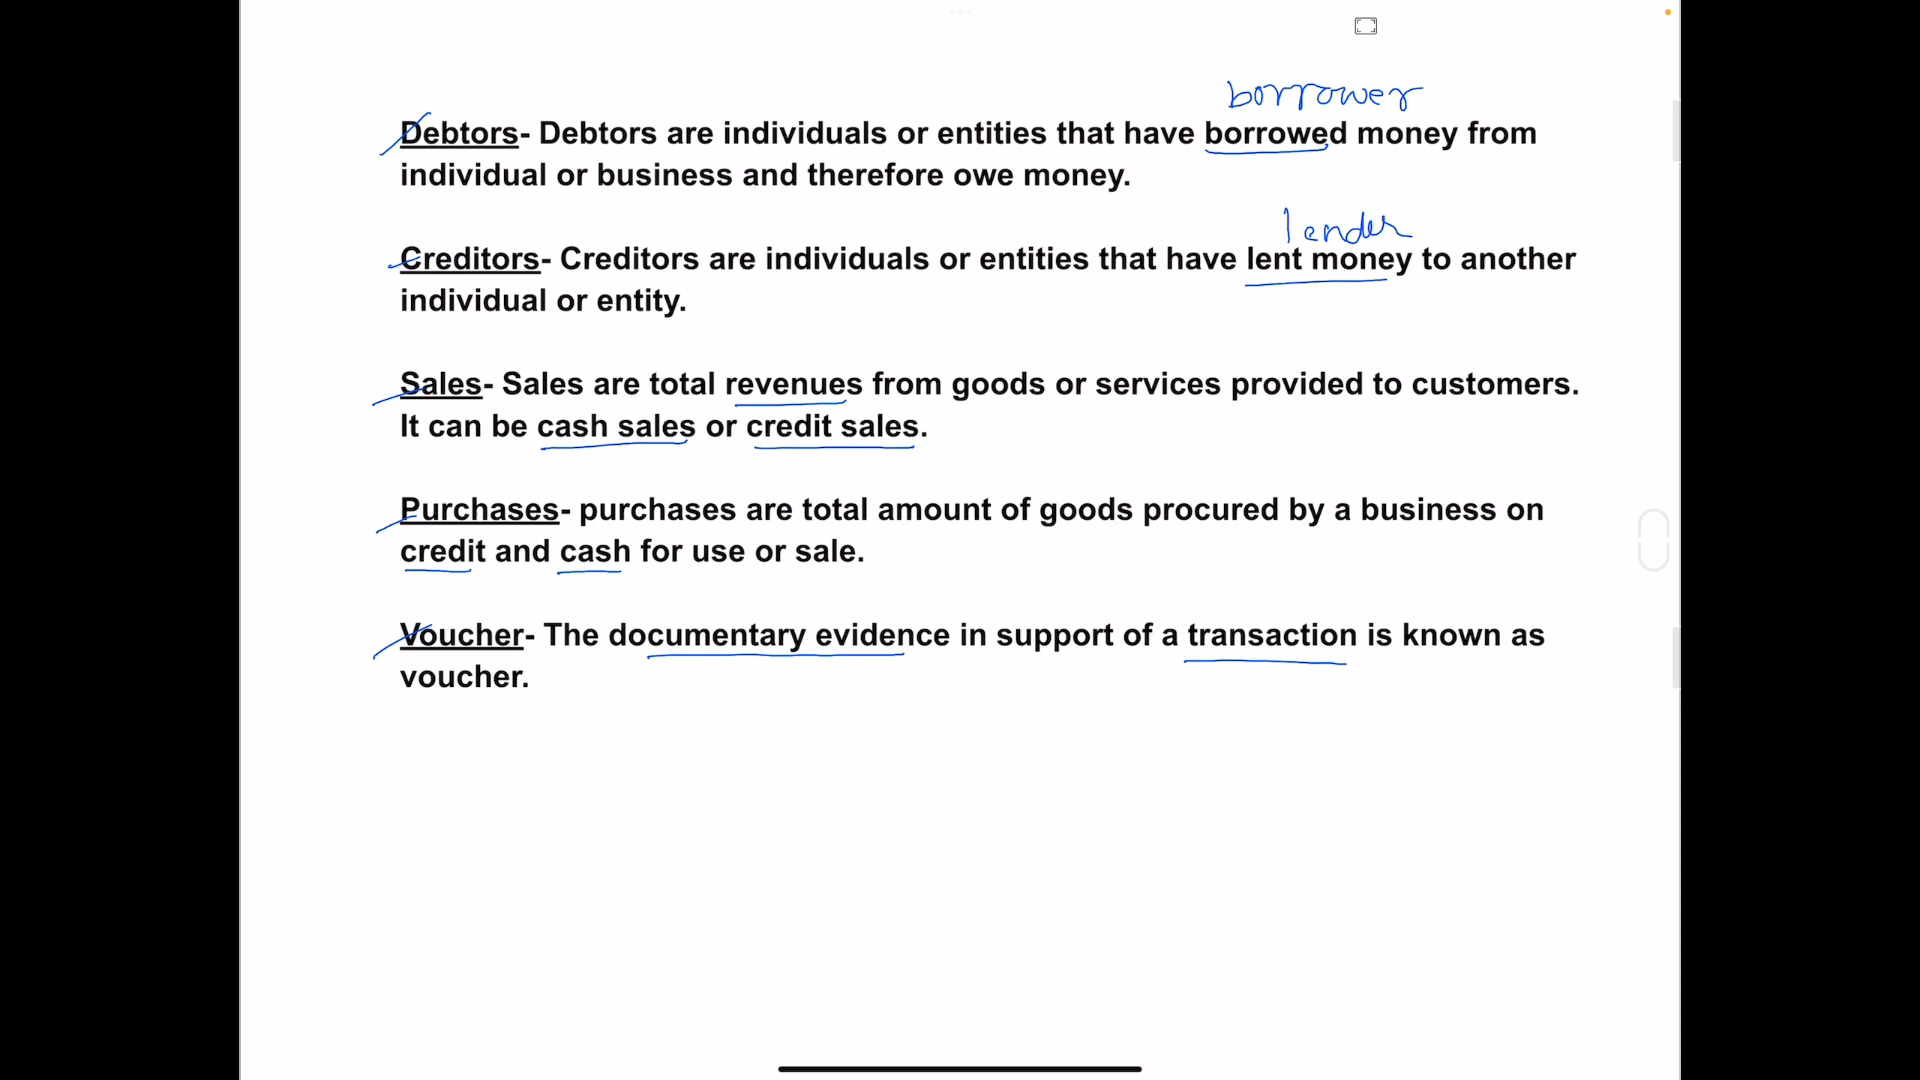 borrower
Debtors- Debtors are individuals or entities that have borrowed money from
individual or business and therefore owe money.
lender
Creditors- Creditors are individuals or entities that have lent money to another
individual or entity.
Sales- Sales are total revenues from goods or services provided to customers.
It can be cash sales or credit sales.
Purchases- purchases are total amount of goods procured by a business on
credit and cash for use or sale.
Voucher- The documentary evidence in support of a transaction is known as
voucher.